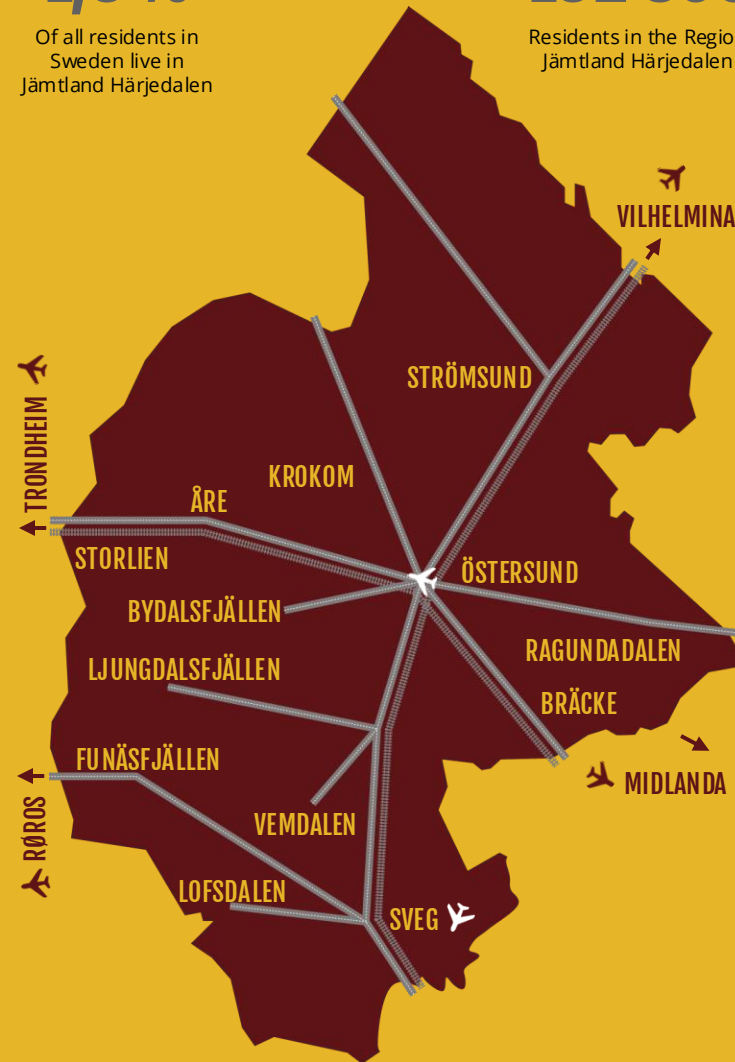 Of all residents in
Sweden live in
Jämtland Härjedalen
Jämtland Härjedalen
Residents in the
VILHELMINA
STRÖMSUND
TRONDHEIM
KROKOM
ÅRE
STORLIEN
ÖSTERSUND
BYDALSFJÄLLEN
RAGUNDADALEN
LJUNGDALSFJÄLLEN
BRÄCKE
FUNÄSFJÄLLEN
MIDLANDA
RØROS
VEMDALEN
LOFSDALEN
SVEG